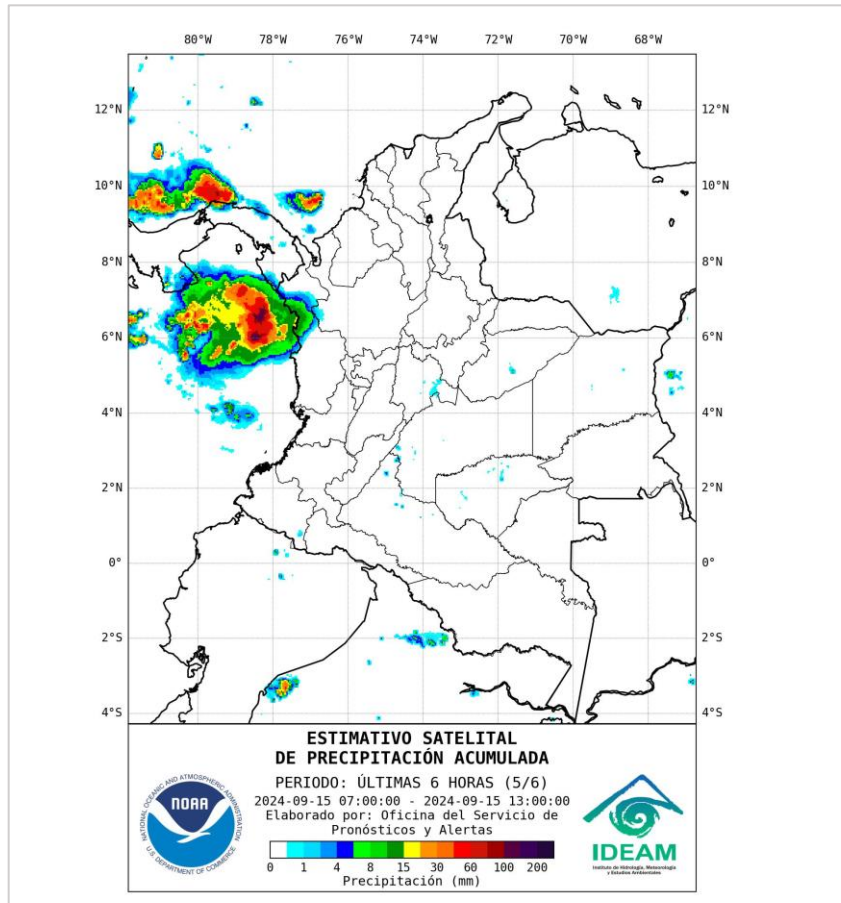 80°W 78°W 76°W 74°W 72°W 70°W 68°W
12°N 12°N
10°N 10°N
8°N 8°N
6°N 6°N
4°N 4°N
2°N 2°N
0° 0°
2°S 2°S
4°S 4°S
ESTIMATIVO SATELITAL
DE PRECIPITACIÓN ACUMULADA
PERIODO: ÚLTIMAS 6 HORAS (5/6)
2024-09-15 07:00:00 - 2024-09-15 13:00:00
Elaborado por: Oficina del Servicio de
Pronósticos y Alertas
0 1 4 8 15 30 60 100 200
Precipitación (mm)
NATIONAL OCEANIC AND ATMOSPHERIC ADMINISTRATION
NOAA
U.S. DEPARTMENT OF COMMERCE
IDEAM
Instituto de Hidrología, Meteorología
y Estudios Ambientales